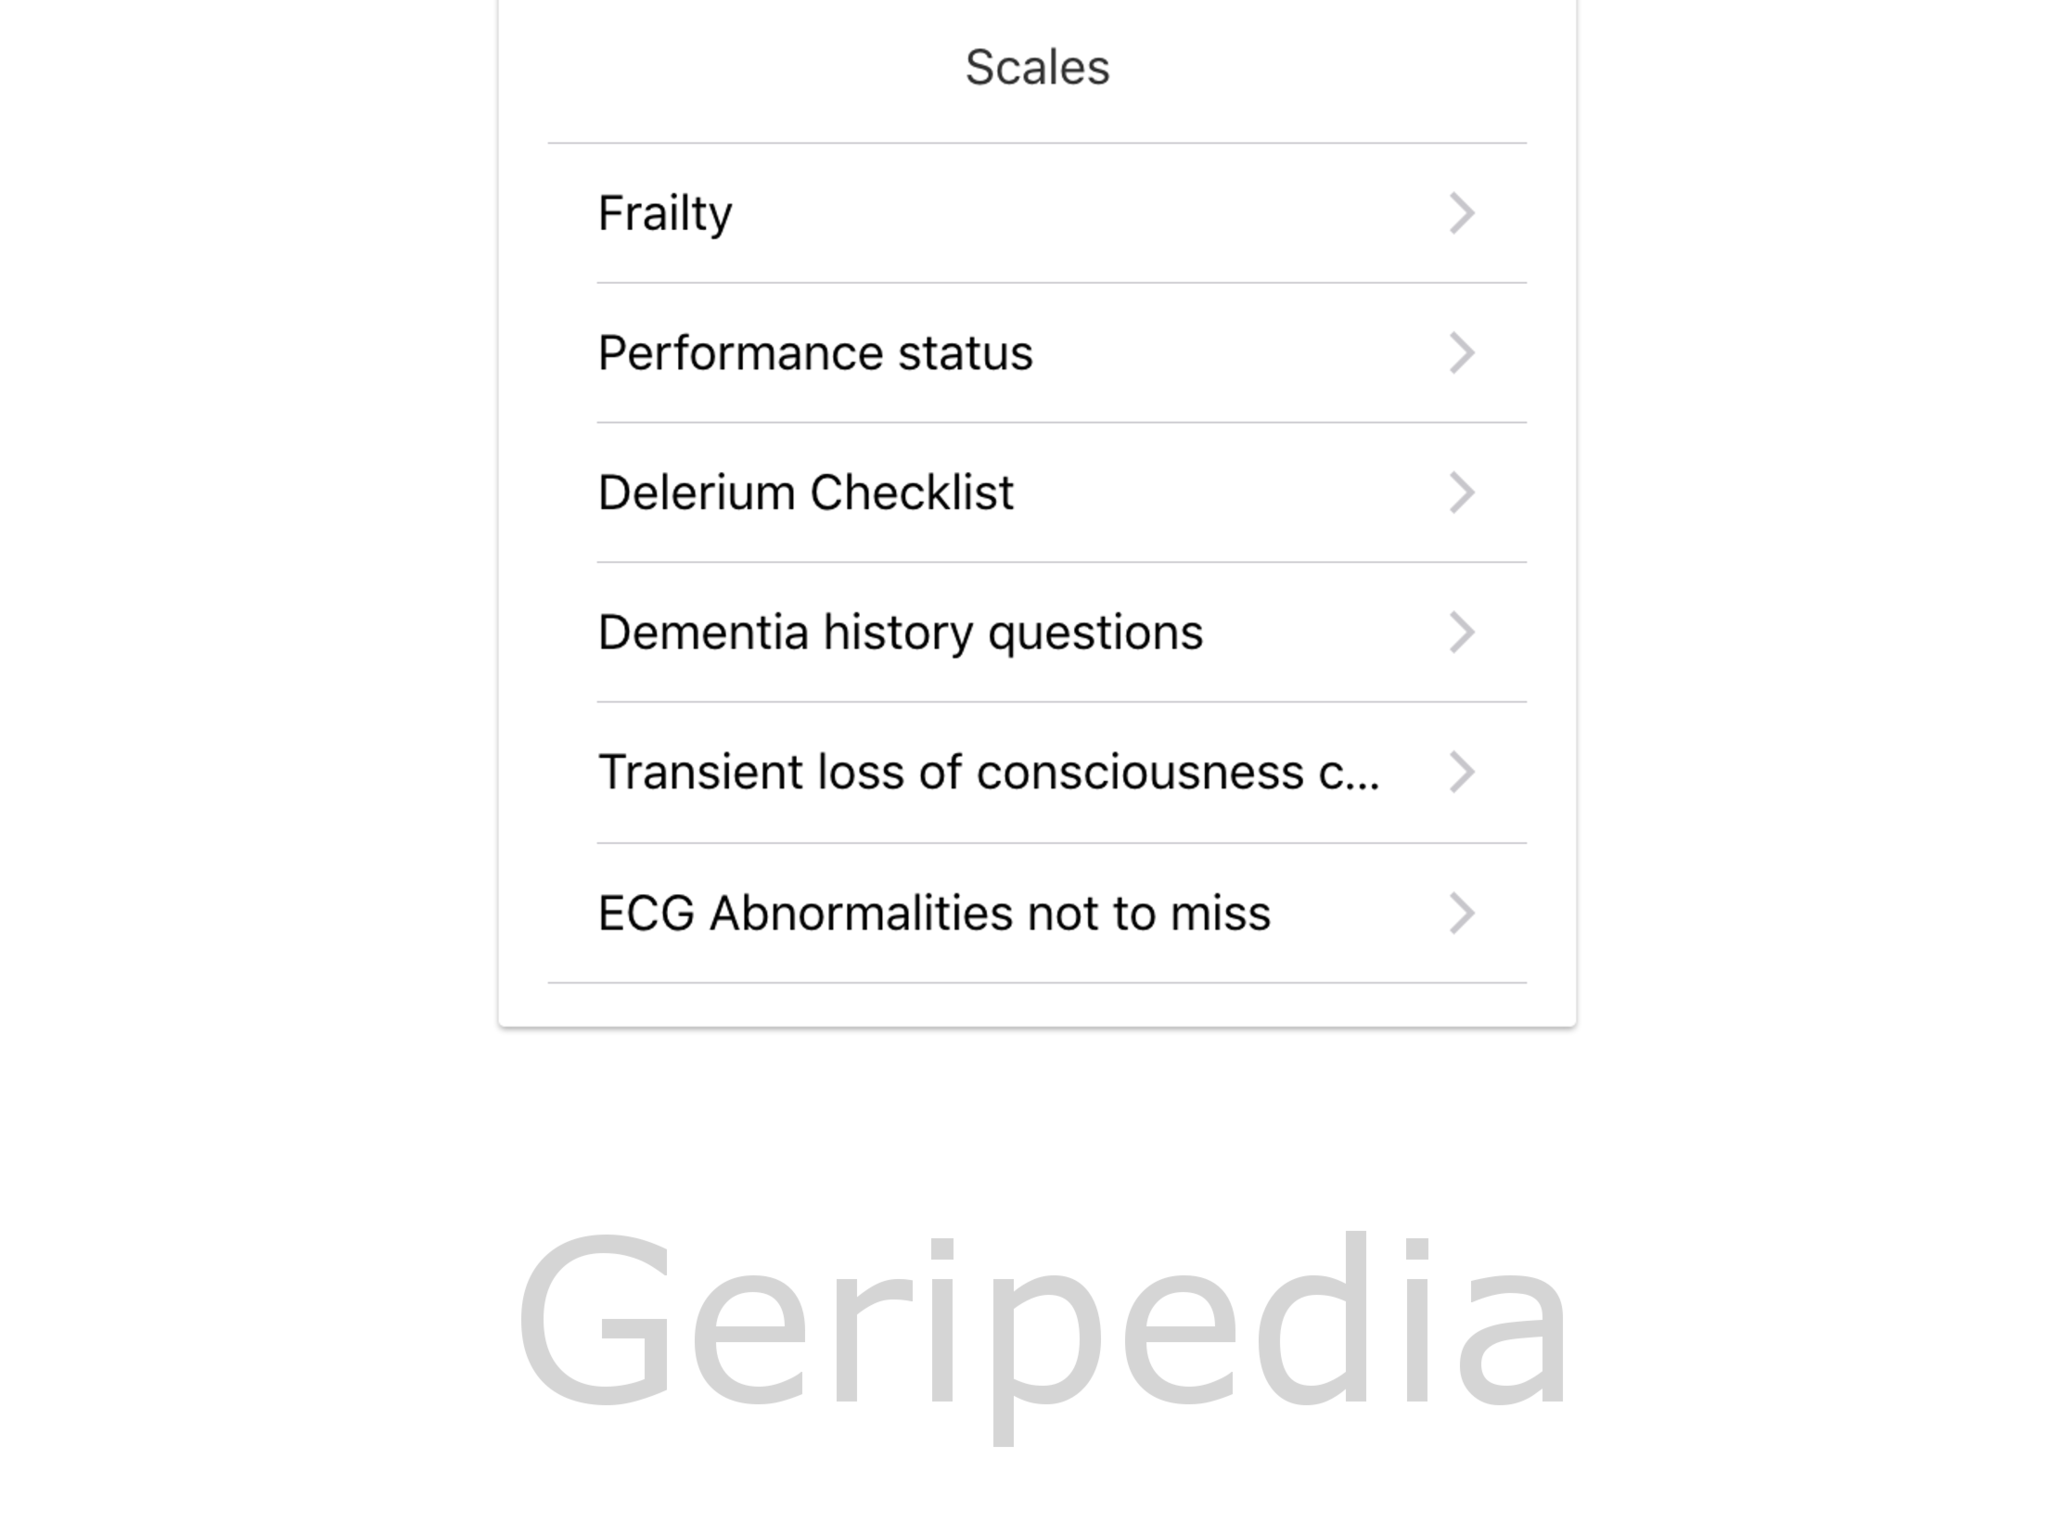 Scales
Frailty
Performance status
Delerium Checklist
Dementia history questions
Transient loss of consciousness c...
ECG Abnormalities not to miss
Geripedia